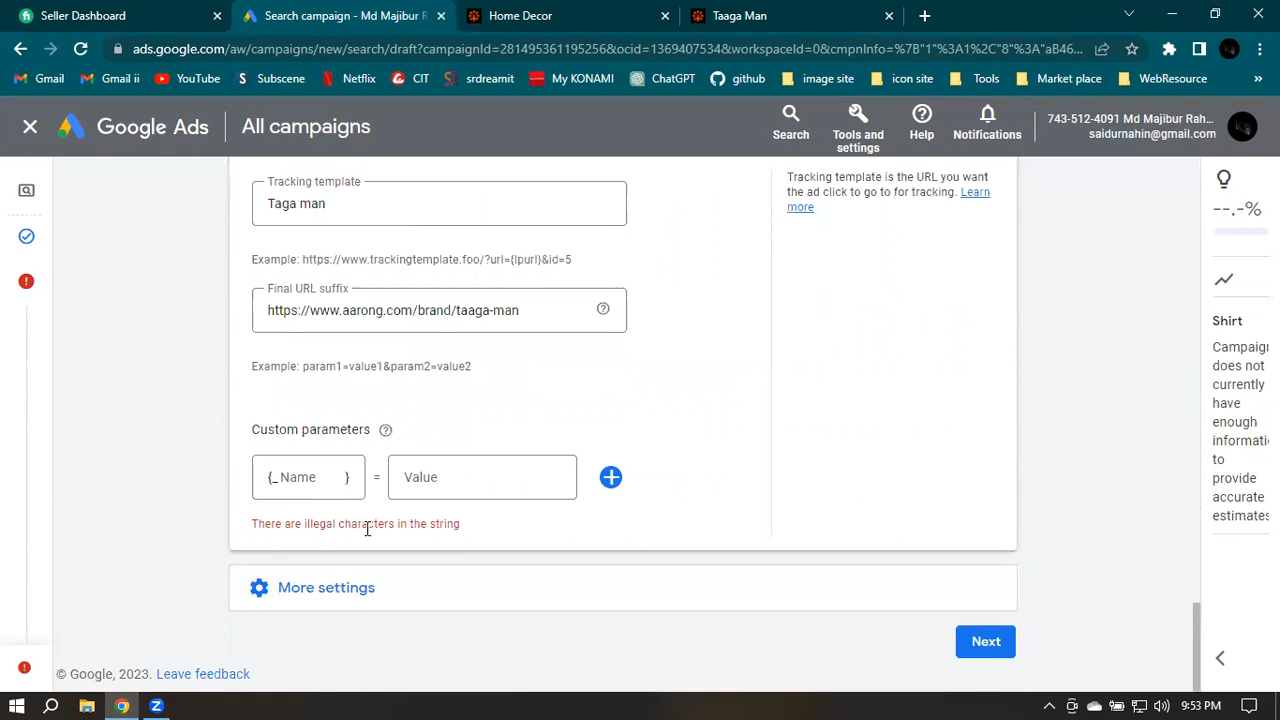 Seller Dashboard
Search campaign - Md Majibur R
Home Decor
Taaga Man
ads.google.com/aw/campaigns/new/search/draft?campaignId=281495361195256&ocid=1369407534&workspaceId=0&cmpnInfo=%7B"1"%3A1%2C"8"%3A"aB46...
Gmail
Gmail ii
YouTube
Subscene
Netflix
CIT
srdreamit
My KONAMI
ChatGPT
github
image site
icon site
Tools
Market place
WebResource
»
Google Ads
All campaigns
Search
Tools and settings
Help
Notifications
743-512-4091 Md Majibur Rah...
saidurnahin@gmail.com
Tracking template
Taga man
Example: https://www.trackingtemplate.foo/?url={lpurl}&id=5
Final URL suffix
https://www.aarong.com/brand/taaga-man
Example: param1=value1&param2=value2
Custom parameters
{_ Name } = Value
There are illegal characters in the string
Tracking template is the URL you want
the ad click to go to for tracking. Learn
more
More settings
Next
© Google, 2023. Leave feedback
--.-%
Shirt
Campaign
does not
currently
have
enough
informati
to
provide
accurate
estimates
9:53 PM